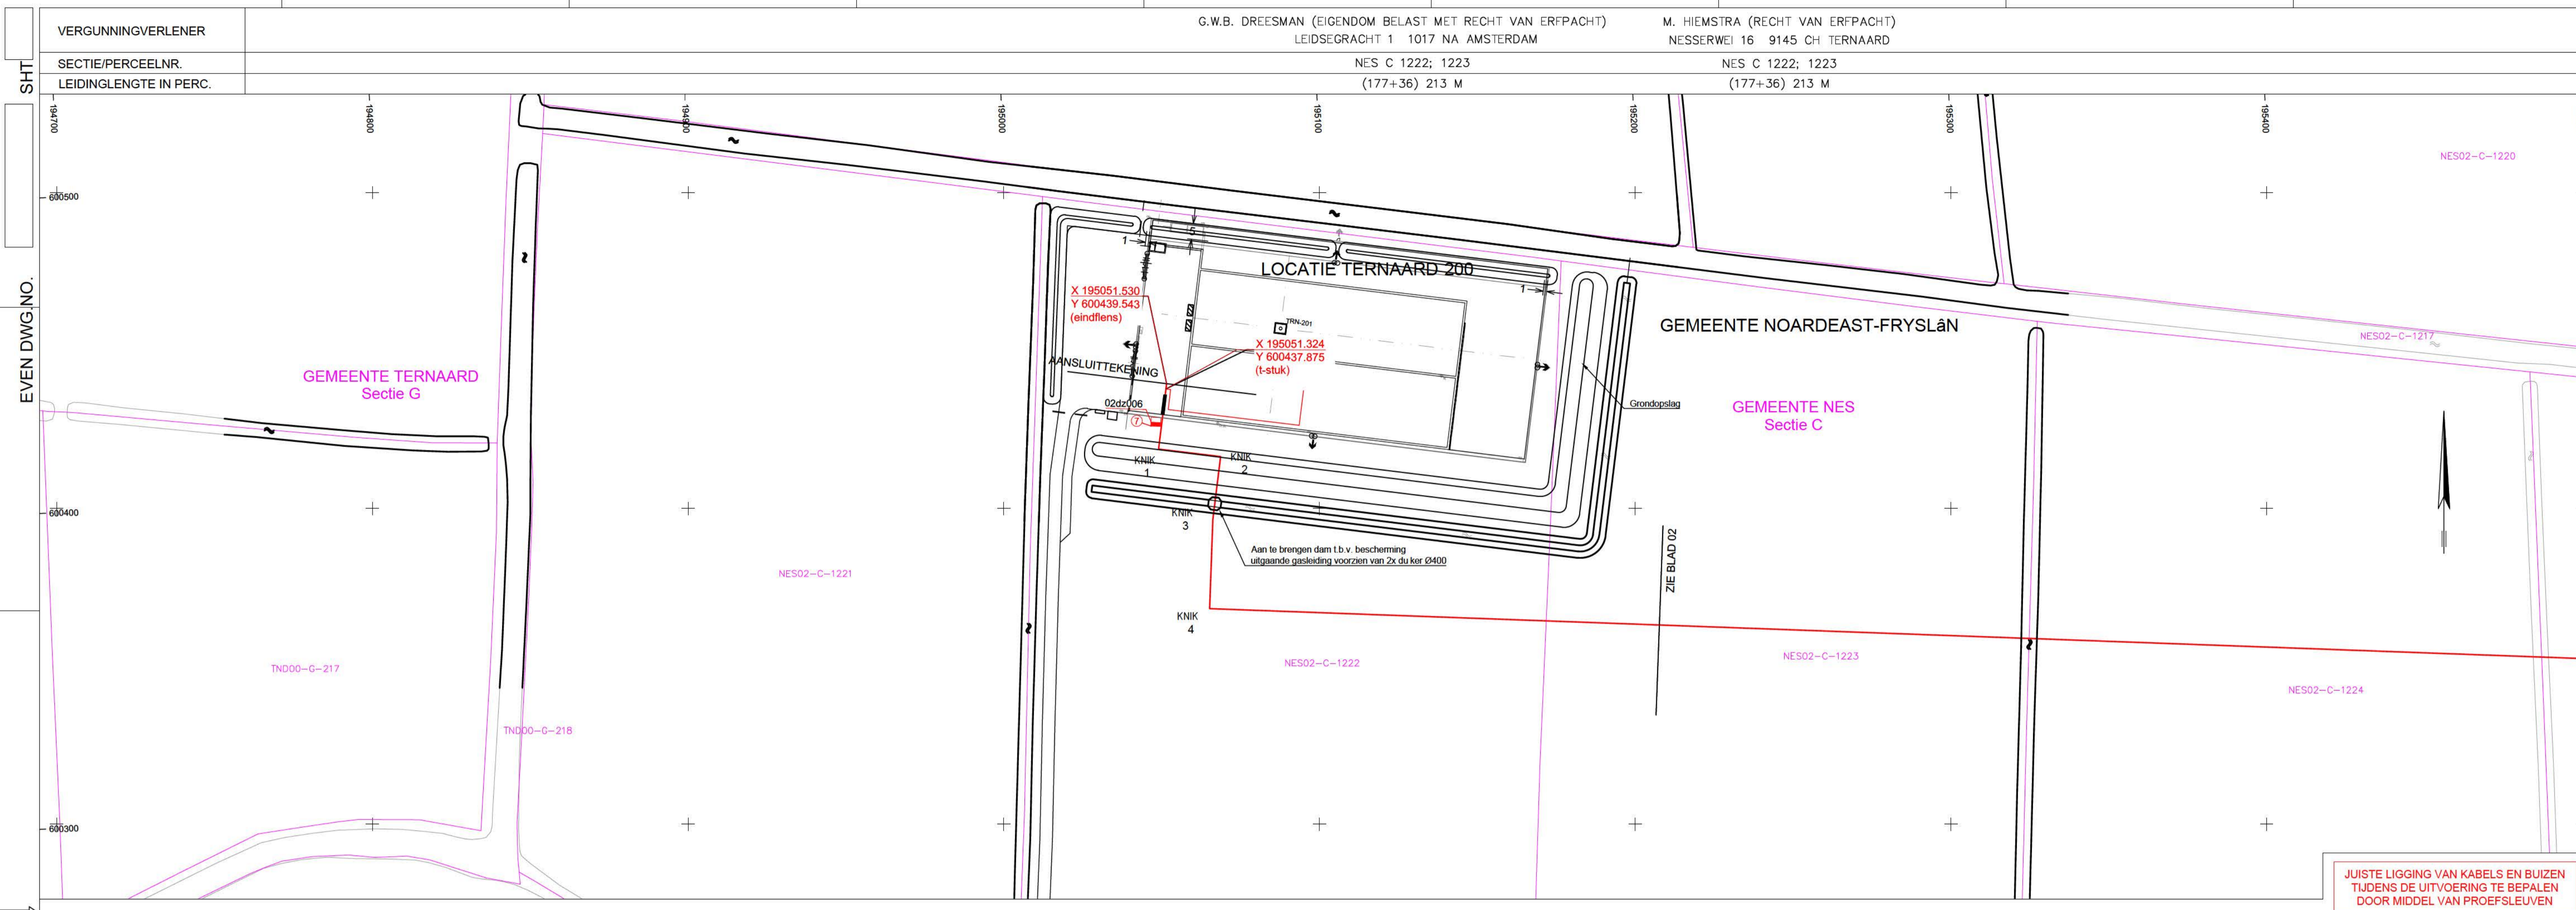 VERGUNNINGVERLENER
G.W.B. DREESMAN (EIGENDOM BELAST MET RECHT VAN ERFPACHT)
LEIDSEGRACHT 1 1017 NA AMSTERDAM
M. HIEMSTRA (RECHT VAN ERFPACHT)
NESSERWEI 16 9145 CH TERNAARD
SECTIE/PERCEELNR.
NES C 1222; 1223
NES C 1222; 1223
LEIDINGLENGTE IN PERC.
(177+36) 213 M
(177+36) 213 M
SHT
EVEN DWG.NO.
194700
194800
194900
195000
195100
195200
195300
195400
NES02-C-1220
600500
5
1
LOCATIE TERNAARD 200
1
X 195051.530
Y 600439.543
(eindflens)
TRN-201
GEMEENTE NOARDEAST-FRYSLâN
NES02-C-1217
X 195051.324
Y 600437.875
(t-stuk)
AANSLUITTEKENING
GEMEENTE TERNAARD
Sectie G
02dz006
7
Grondopslag
GEMEENTE NES
Sectie C
KNIK
1
KNIK
2
600400
KNIK
3
Aan te brengen dam t.b.v. bescherming
uitgaande gasleiding voorzien van 2x du ker Ø400
ZIE BLAD 02
NES02-C-1221
KNIK
4
TND00-G-217
NES02-C-1222
NES02-C-1223
NES02-C-1224
TND00-G-218
600300
JUISTE LIGGING VAN KABELS EN BUIZEN
TIJDENS DE UITVOERING TE BEPALEN
DOOR MIDDEL VAN PROEFSLEUVEN